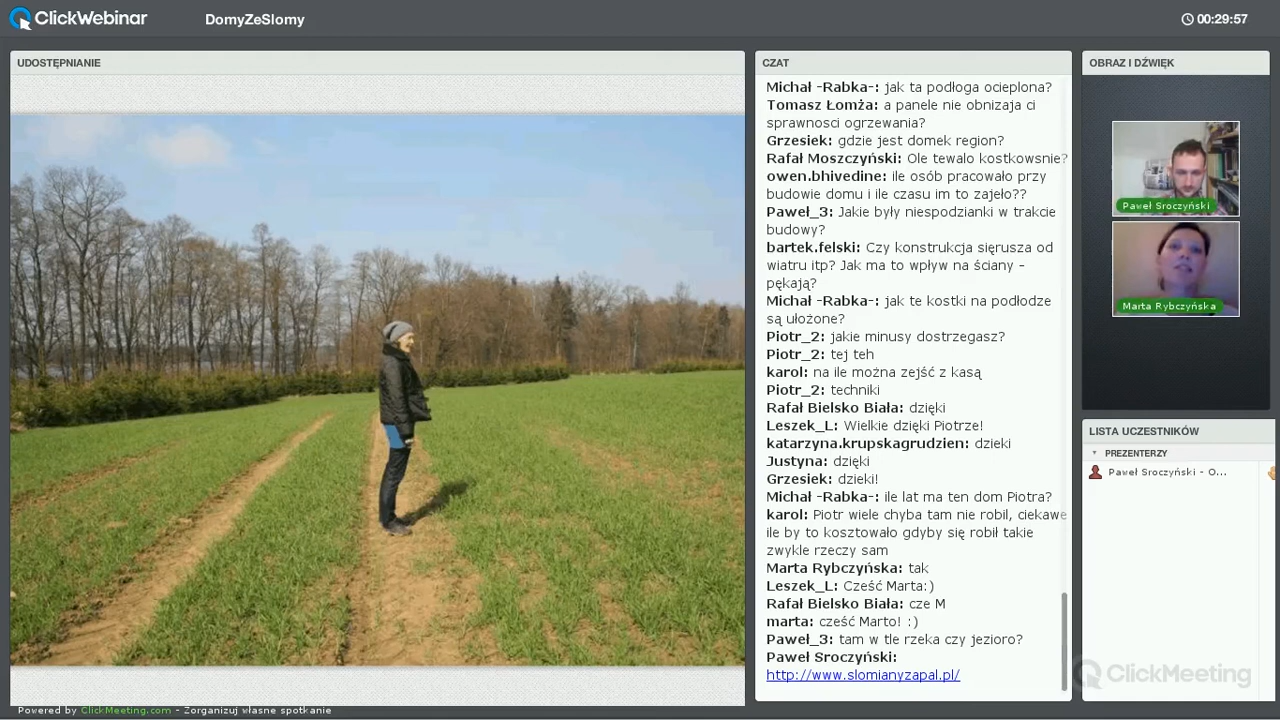 ClickWebinar
DomyZeSlomy
00:29:57
UDOSTĘPNIANIE
CZAT
Michał -Rabka-: jak ta podłoga ocieplona?
Tomasz Łomża: a panele nie obnizaja ci
sprawnosci ogrzewania?
Grzesiek: gdzie jest domek region?
Rafał Moszczyński: Ole tewalo kostkowsnie?
owen.bhivedine: ile osób pracowało przy
budowie domu i ile czasu im to zajeło??
Paweł_3: Jakie były niespodzianki w trakcie
budowy?
bartek.felski: Czy konstrukcja sięrusza od
wiatru itp? Jak ma to wpływ na ściany -
pękają?
Michał -Rabka-: jak te kostki na podłodze
są ułożone?
Piotr_2: jakie minusy dostrzegasz?
Piotr_2: tej teh
karol: na ile można zejść z kasą
Piotr_2: techniki
Rafał Bielsko Biała: dzięki
Leszek_L: Wielkie dzięki Piotrze!
katarzyna.krupskagrudzien: dzieki
Justyna: dzięki
Grzesiek: dzieki!
Michał -Rabka-: ile lat ma ten dom Piotra?
karol: Piotr wiele chyba tam nie robil, ciekawe
ile by to kosztowało gdyby się robił takie
zwykle rzeczy sam
Marta Rybczyńska: tak
Leszek_L: Cześć Marta:)
Rafał Bielsko Biała: cze M
marta: cześć Marto! :)
Paweł_3: tam w tle rzeka czy jezioro?
Paweł Sroczyński:
http://www.slomianyzapal.pl/
OBRAZ I DŹWIĘK
Paweł Sroczyński
Marta Rybczyńska
LISTA UCZESTNIKÓW
PREZENTERZY
Paweł Sroczyński - O...
ClickMeeting
Powered by ClickMeeting.com - Zorganizuj własne spotkanie